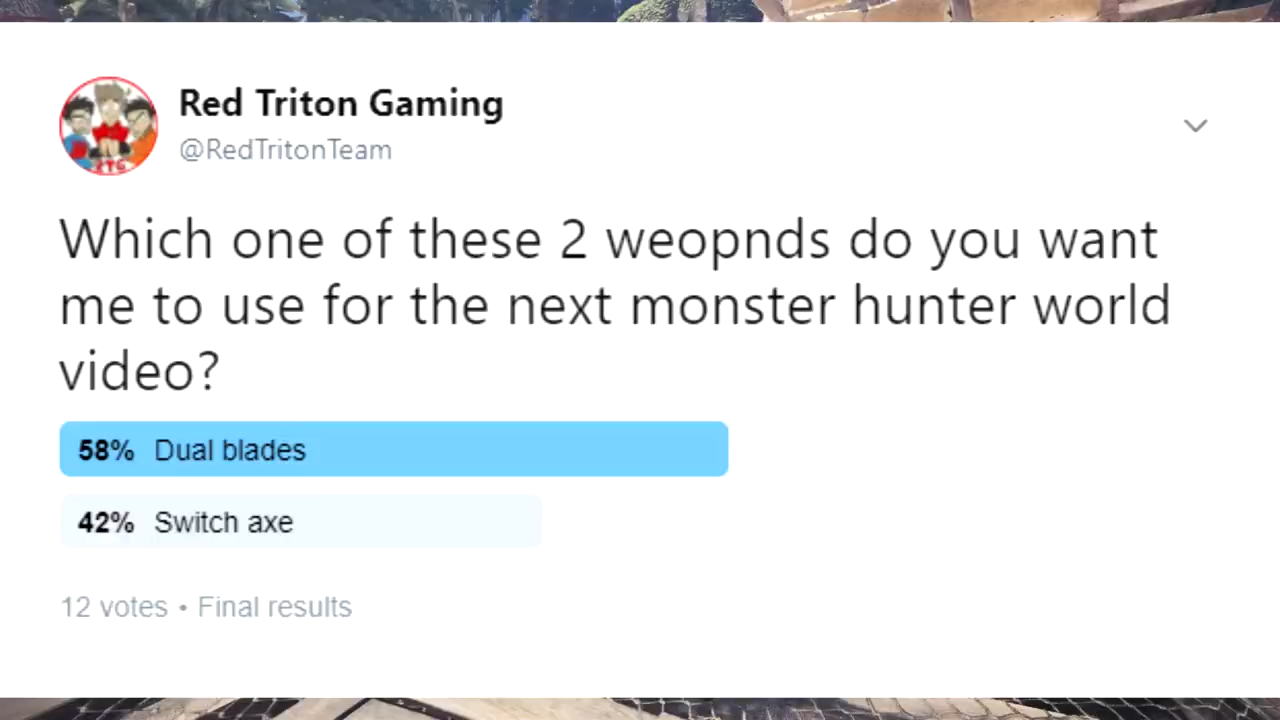 Red Triton Gaming
@RedTritonTeam
Which one of these 2 weopnds do you want
me to use for the next monster hunter world
video?
58% Dual blades
42% Switch axe
12 votes • Final results
RTG